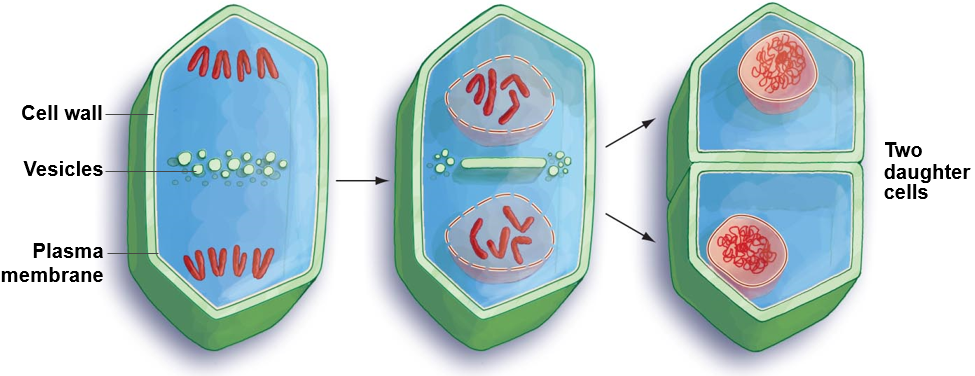 Cell wall
Vesicles
Plasma
membrane
Two
daughter
cells